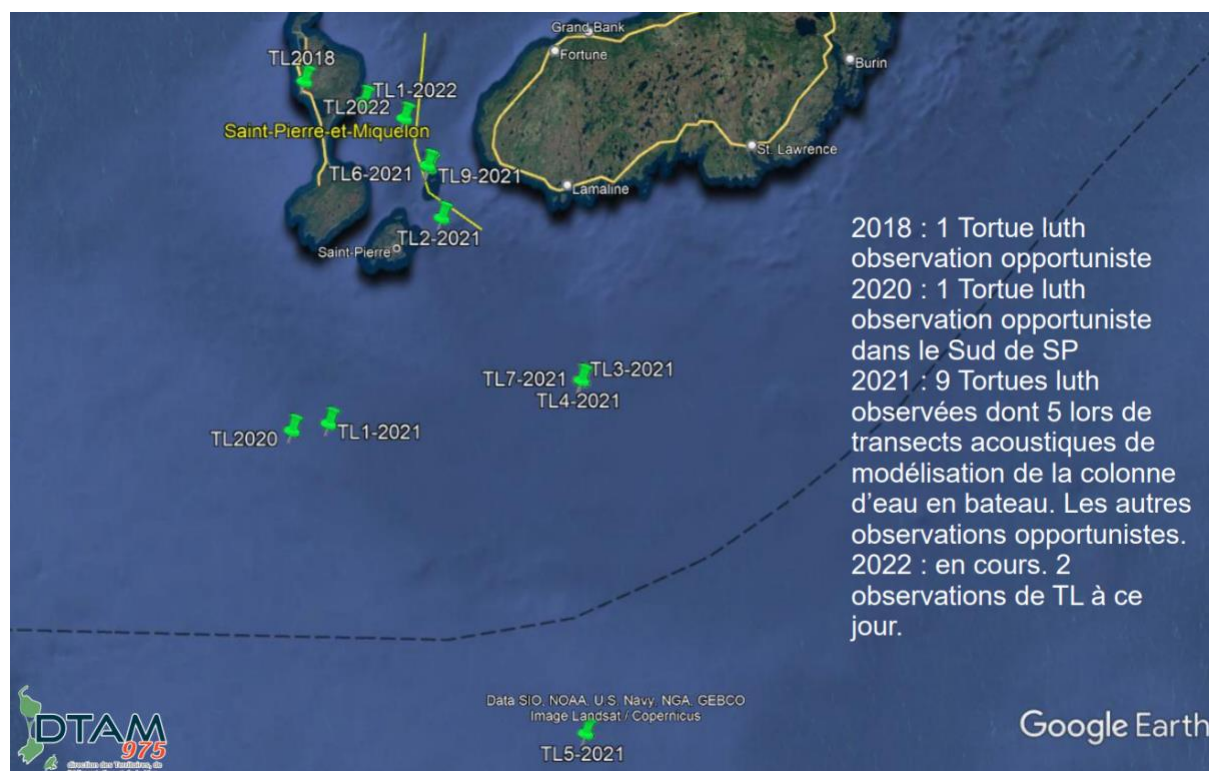 Grand Bank
Fortune
Burin
TL2018
TL1-2022
TL2022
Saint-Pierre-et-Miquelon
St. Lawrence
TL6-2021
TL9-2021
Lamaline
TL2-2021
Saint-Pierre
2018 : 1 Tortue luth
observation opportuniste
2020 : 1 Tortue luth
observation opportuniste
dans le Sud de SP
2021 : 9 Tortues luth
observées dont 5 lors de
transects acoustiques de
modélisation de la colonne
d'eau en bateau. Les autres
observations opportunistes.
2022 : en cours. 2
observations de TL à ce
jour.
TL7-2021
TL3-2021
TL4-2021
TL2020
TL1-2021
Data SIO, NOAA, U.S. Navy, NGA, GEBCO
Image Landsat / Copernicus
TL5-2021
DTAM
975
direction des Territoires, de
Google Earth